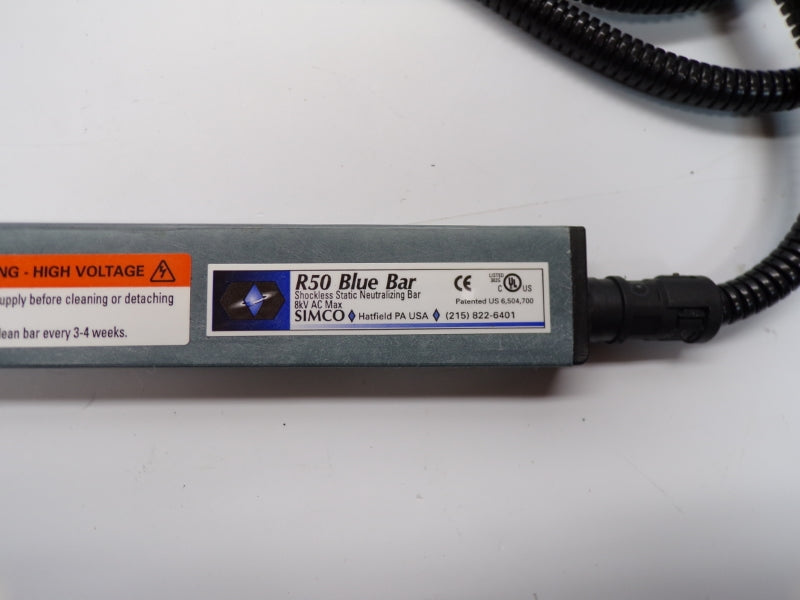 NG - HIGH VOLTAGE
upply before cleaning or detaching
lean bar every 3-4 weeks.
R50 Blue Bar
Shockless Static Neutralizing Bar
8kV AC Max
SIMCO Hatfield PA USA (215) 822-6401
CE
LISTED
C UL US
Patented US 6,504,700